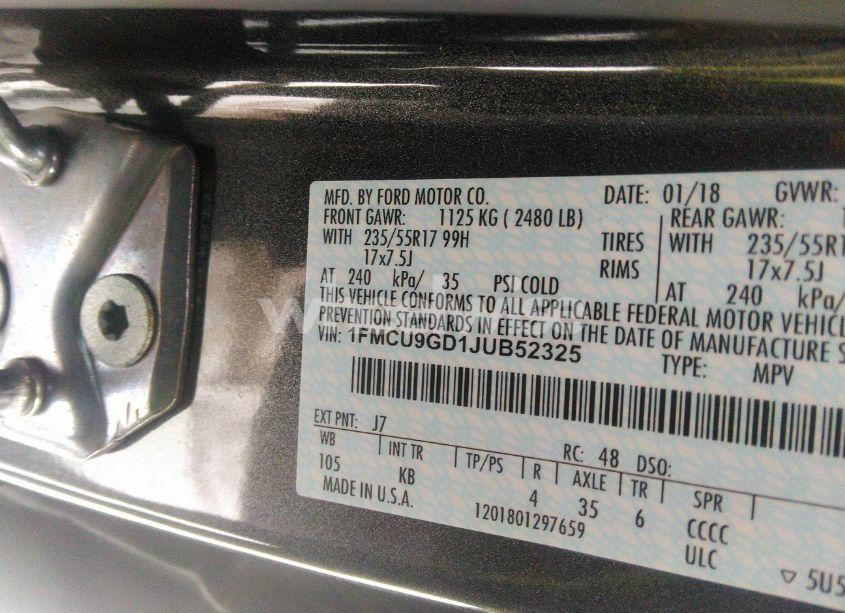 MFD. BY FORD MOTOR CO. DATE: 01/18 GVWR:
FRONT GAWR: 1125 KG ( 2480 LB) REAR GAWR:
WITH 235/55R17 99H TIRES WITH 235/55R1
17x7.5J RIMS 17x7.5J
AT 240 kPa/ 35 PSI COLD AT 240 kPa/
THIS VEHICLE CONFORMS TO ALL APPLICABLE FEDERAL MOTOR VEHICL
PREVENTION STANDARDS IN EFFECT ON THE DATE OF MANUFACTURE S
VIN: 1FMCU9GD1JUB52325 TYPE: MPV
EXT PNT: J7 RC: 48 DSO:
WB INT TR TP/PS R AXLE TR SPR
105 KB 4 35 6 CCCC
MADE IN U.S.A. 1201801297659 ULC
5U5